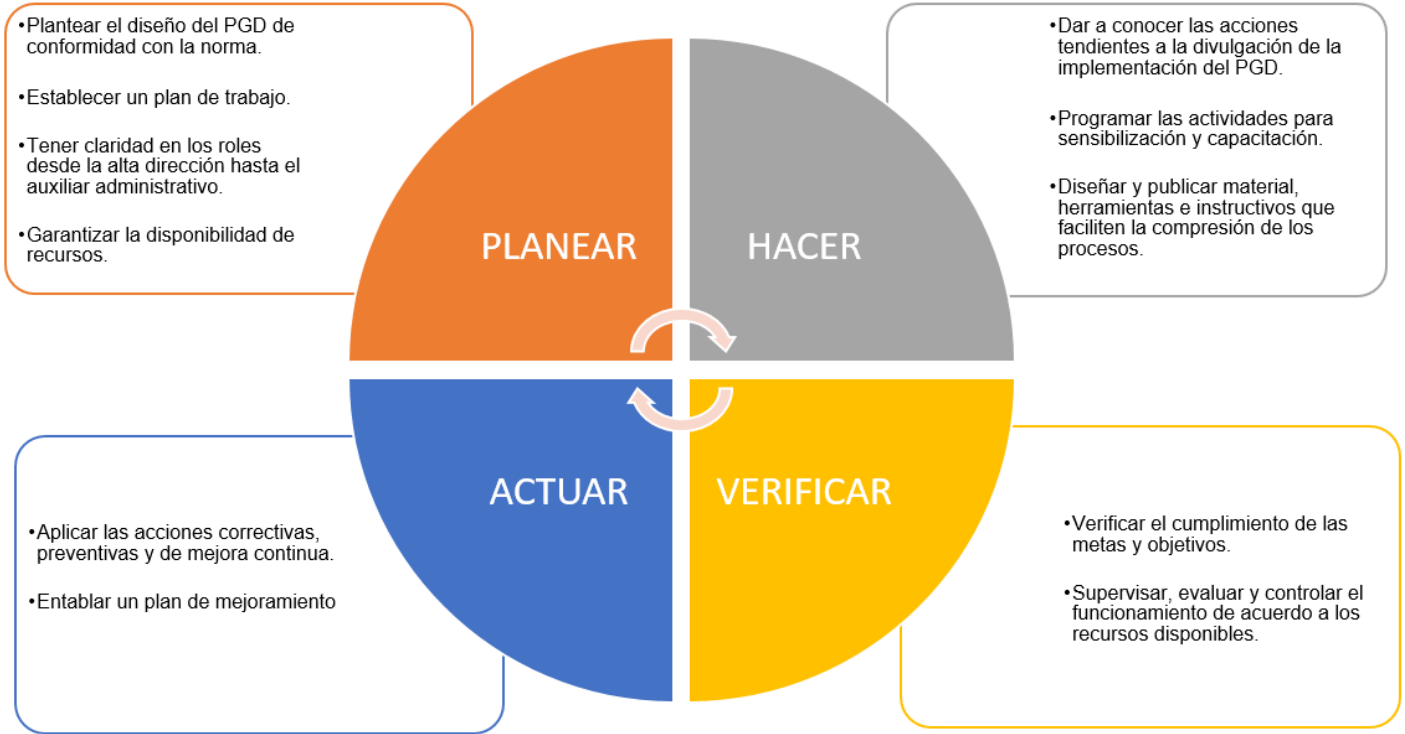 •Plantear el diseño del PGD de
conformidad con la norma.
•Establecer un plan de trabajo.
•Tener claridad en los roles
desde la alta dirección hasta el
auxiliar administrativo.
•Garantizar la disponibilidad de
recursos.
PLANEAR
HACER
•Dar a conocer las acciones
tendientes a la divulgación de la
implementación del PGD.
•Programar las actividades para
sensibilización y capacitación.
•Diseñar y publicar material,
herramientas e instructivos que
faciliten la compresión de los
procesos.
ACTUAR
•Aplicar las acciones correctivas,
preventivas y de mejora continua.
•Entablar un plan de mejoramiento
VERIFICAR
•Verificar el cumplimiento de las
metas y objetivos.
•Supervisar, evaluar y controlar el
funcionamiento de acuerdo a los
recursos disponibles.